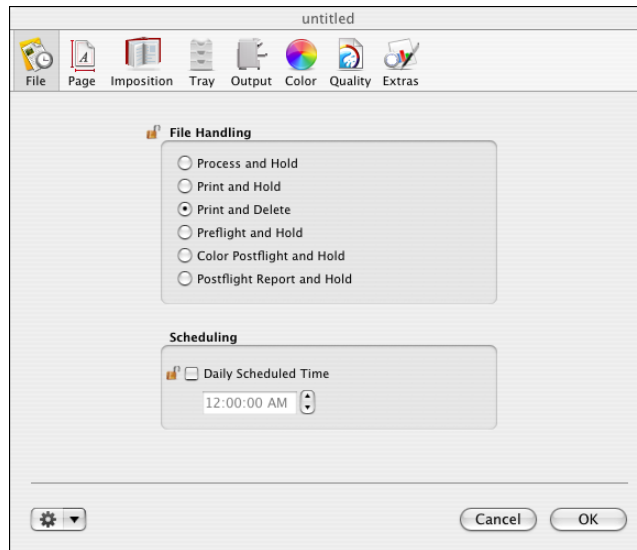 untitled
File Page Imposition Tray Output Color Quality Extras
File Handling
Process and Hold
Print and Hold
Print and Delete
Preflight and Hold
Color Postflight and Hold
Postflight Report and Hold
Scheduling
Daily Scheduled Time
12:00:00 AM
Cancel OK